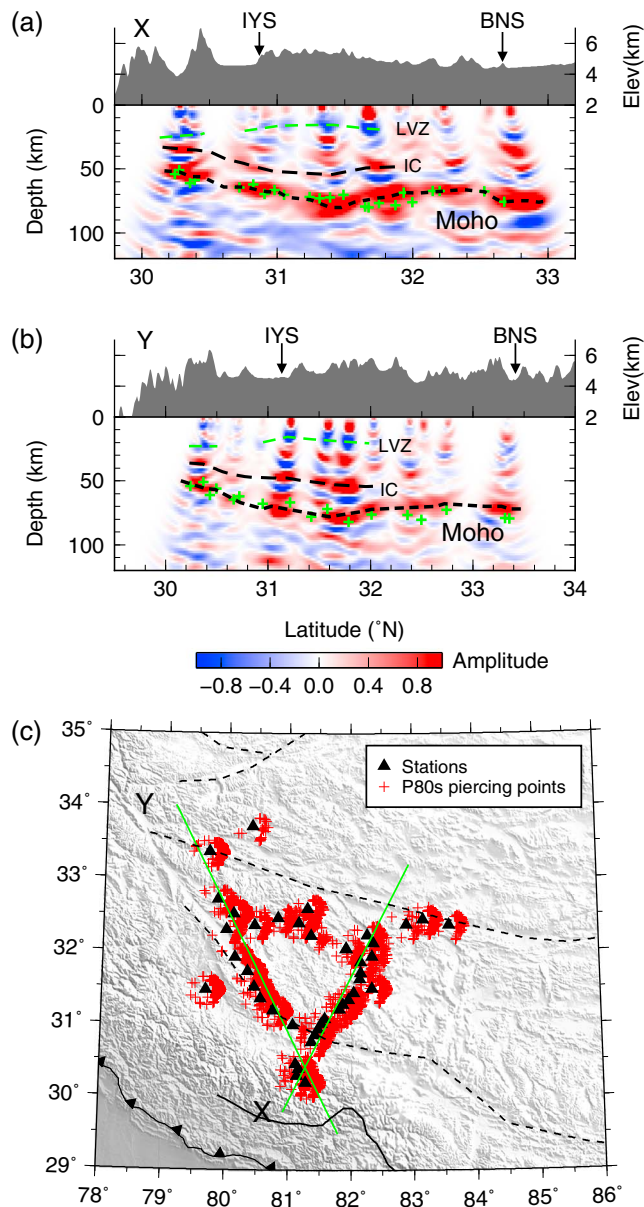 (a) X IYS BNS
6
4
2
Elev(km)
0
50
100
Depth (km)
LVZ
IC
Moho
30 31 32 33
(b) Y IYS BNS
6
4
2
Elev(km)
0
50
100
Depth (km)
LVZ
IC
Moho
30 31 32 33 34
Latitude (˚N)
Amplitude
−0.8 −0.4 0.0 0.4 0.8
(c)
35˚
34˚
33˚
32˚
31˚
30˚
29˚
Stations
P80s piercing points
Y
X
78˚ 79˚ 80˚ 81˚ 82˚ 83˚ 84˚ 85˚ 86˚